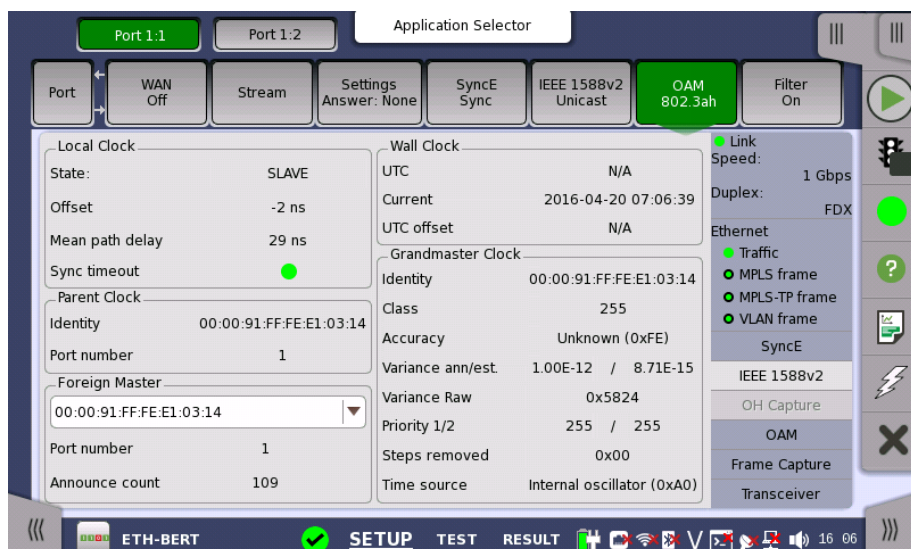 Port 1:1
Port 1:2
Application Selector
Port
WAN
Off
Stream
Settings
Answer: None
SyncE
Sync
IEEE 1588v2
Unicast
OAM
802.3ah
Filter
On
Local Clock
State: SLAVE
Offset -2 ns
Mean path delay 29 ns
Sync timeout
Parent Clock
Identity 00:00:91:FF:FE:E1:03:14
Port number 1
Foreign Master
00:00:91:FF:FE:E1:03:14
Port number 1
Announce count 109
Wall Clock
UTC N/A
Current 2016-04-20 07:06:39
UTC offset N/A
Grandmaster Clock
Identity 00:00:91:FF:FE:E1:03:14
Class 255
Accuracy Unknown (0xFE)
Variance ann/est. 1.00E-12 / 8.71E-15
Variance Raw 0x5824
Priority 1/2 255 / 255
Steps removed 0x00
Time source Internal oscillator (0xA0)
Link
Speed:
1 Gbps
Duplex:
FDX
Ethernet
Traffic
MPLS frame
MPLS-TP frame
VLAN frame
SyncE
IEEE 1588v2
OH Capture
OAM
Frame Capture
Transceiver
ETH-BERT
SETUP TEST RESULT
V
16 06